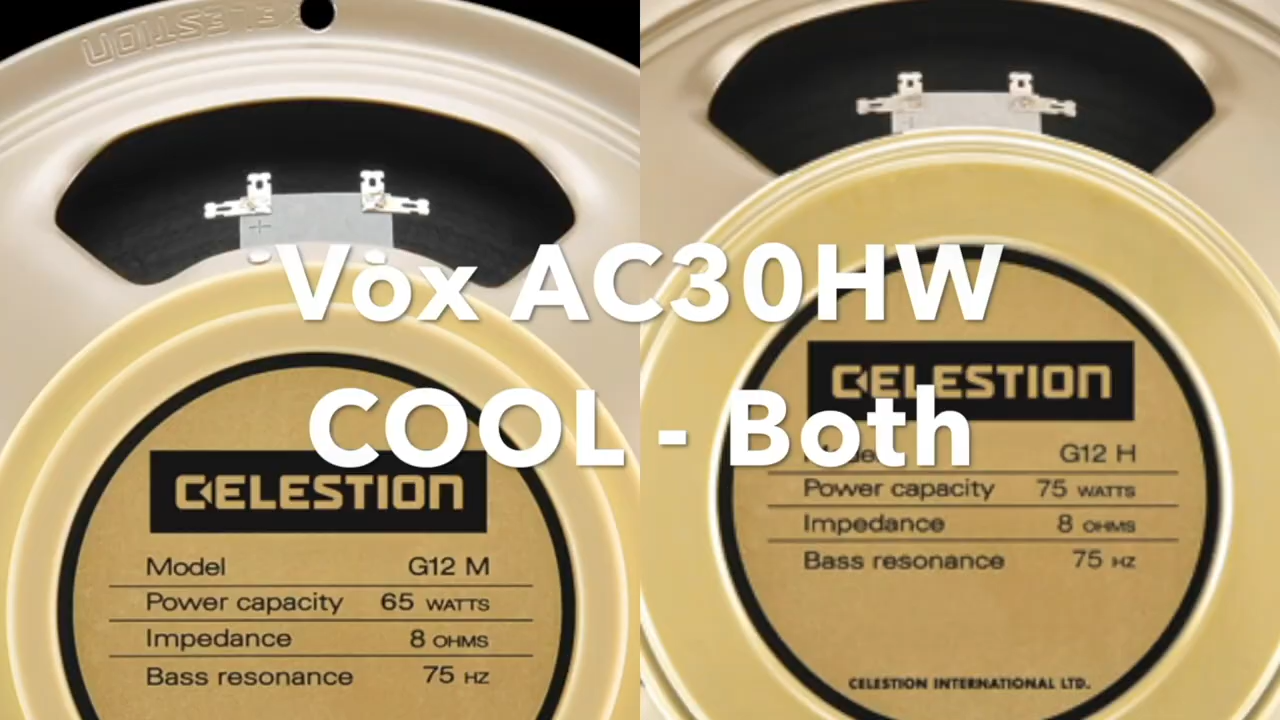 CELESTION
Vox AC30HW
COOL - Both
CELESTION
Model G12 M
Power capacity 65 WATTS
Impedance 8 OHMS
Bass resonance 75 HZ
CELESTION
G12 H
Power capacity 75 WATTS
Impedance 8 OHMS
Bass resonance 75 HZ
CELESTION INTERNATIONAL LTD.